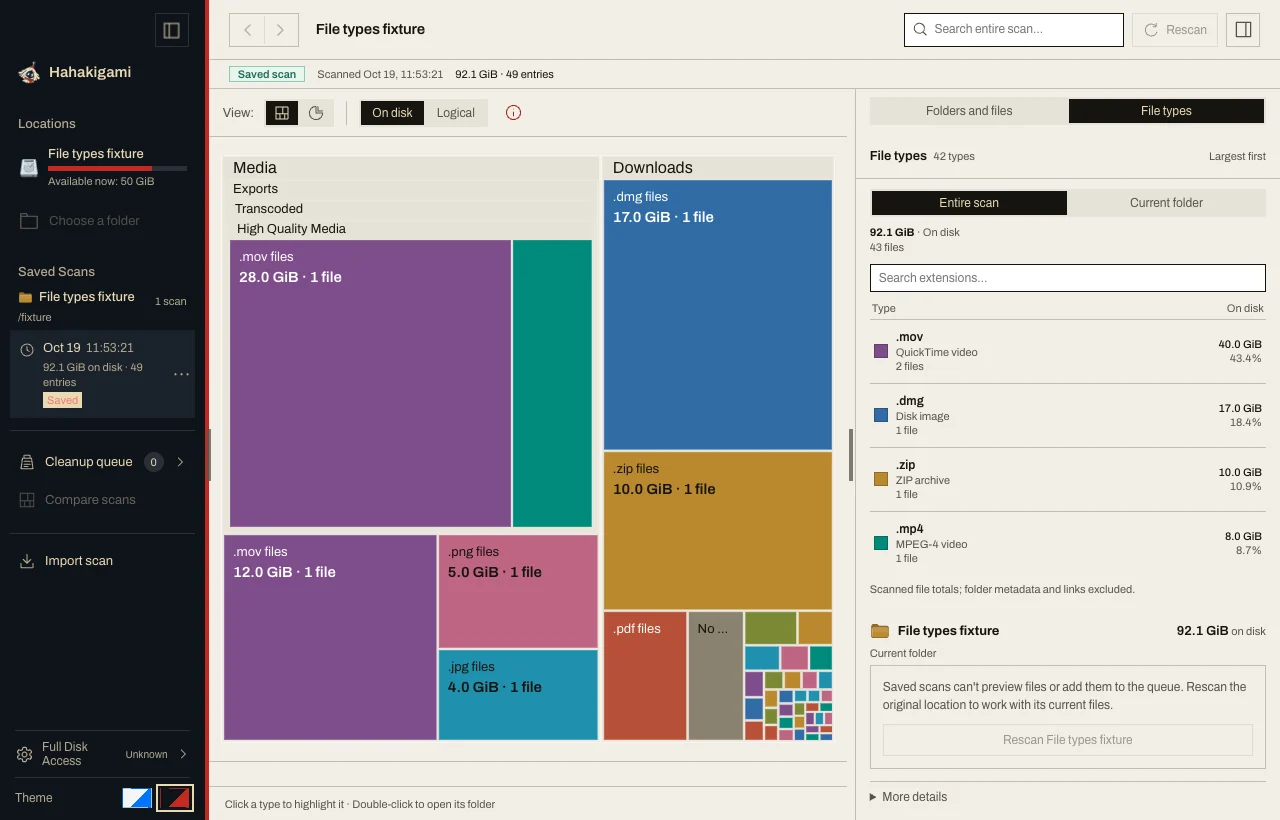 Hahakigami
Locations
File types fixture
Available now: 50 GiB
Choose a folder
Saved Scans
File types fixture
1 scan
/fixture
Oct 19 11:53:21
92.1 GiB on disk · 49
entries
Saved
Cleanup queue 0
Compare scans
Import scan
Full Disk
Access
Unknown
Theme
File types fixture
Search entire scan...
Rescan
Saved scan
Scanned Oct 19, 11:53:21
92.1 GiB · 49 entries
View:
On disk
Logical
Media
Exports
Transcoded
High Quality Media
.mov files
28.0 GiB · 1 file
.mov files
12.0 GiB · 1 file
.png files
5.0 GiB · 1 file
.jpg files
4.0 GiB · 1 file
Downloads
.dmg files
17.0 GiB · 1 file
.zip files
10.0 GiB · 1 file
.pdf files
No ...
Click a type to highlight it · Double-click to open its folder
Folders and files
File types
File types 42 types
Largest first
Entire scan
Current folder
92.1 GiB · On disk
43 files
Search extensions...
Type
On disk
.mov
QuickTime video
2 files
40.0 GiB
43.4%
.dmg
Disk image
1 file
17.0 GiB
18.4%
.zip
ZIP archive
1 file
10.0 GiB
10.9%
.mp4
MPEG-4 video
1 file
8.0 GiB
8.7%
Scanned file totals; folder metadata and links excluded.
File types fixture
92.1 GiB on disk
Current folder
Saved scans can't preview files or add them to the queue. Rescan the
original location to work with its current files.
Rescan File types fixture
More details